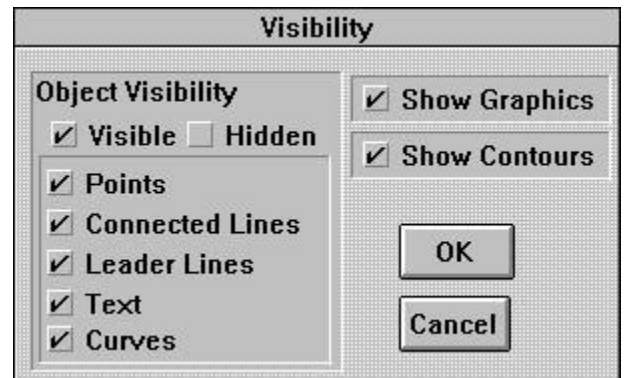 Visibility
Object Visibility
Visible Hidden
Points
Connected Lines
Leader Lines
Text
Curves
Show Graphics
Show Contours
OK
Cancel